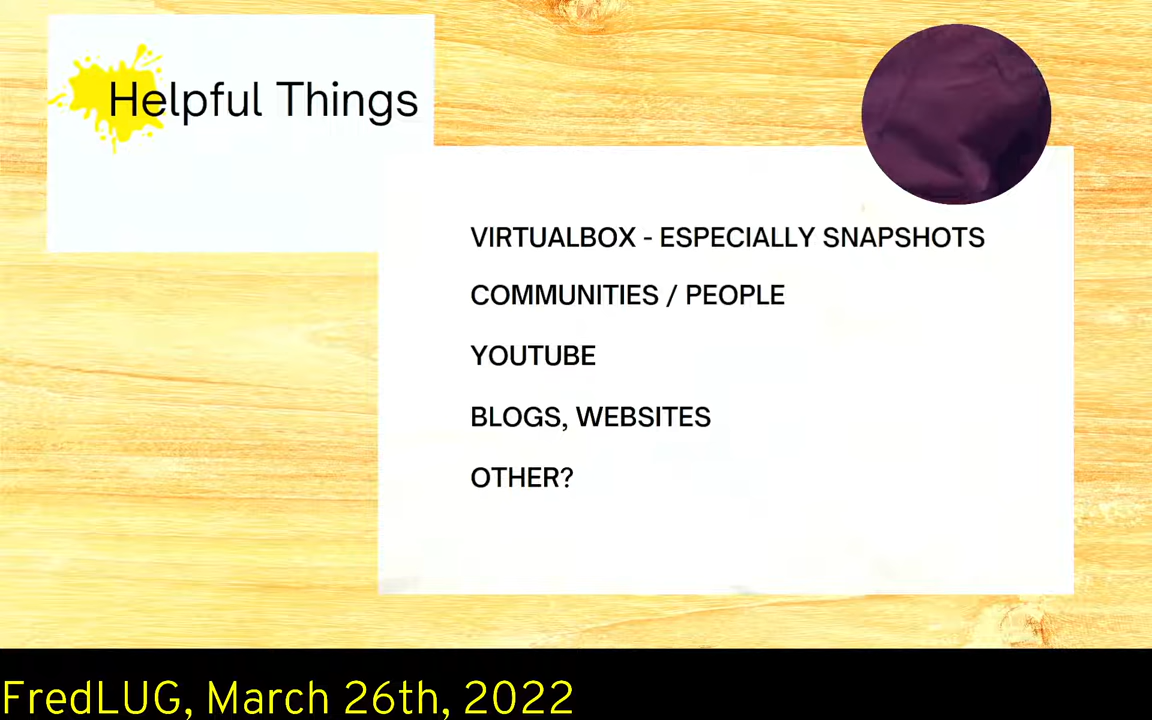 Helpful Things
VIRTUALBOX - ESPECIALLY SNAPSHOTS
COMMUNITIES / PEOPLE
YOUTUBE
BLOGS, WEBSITES
OTHER?
FredLUG, March 26th, 2022